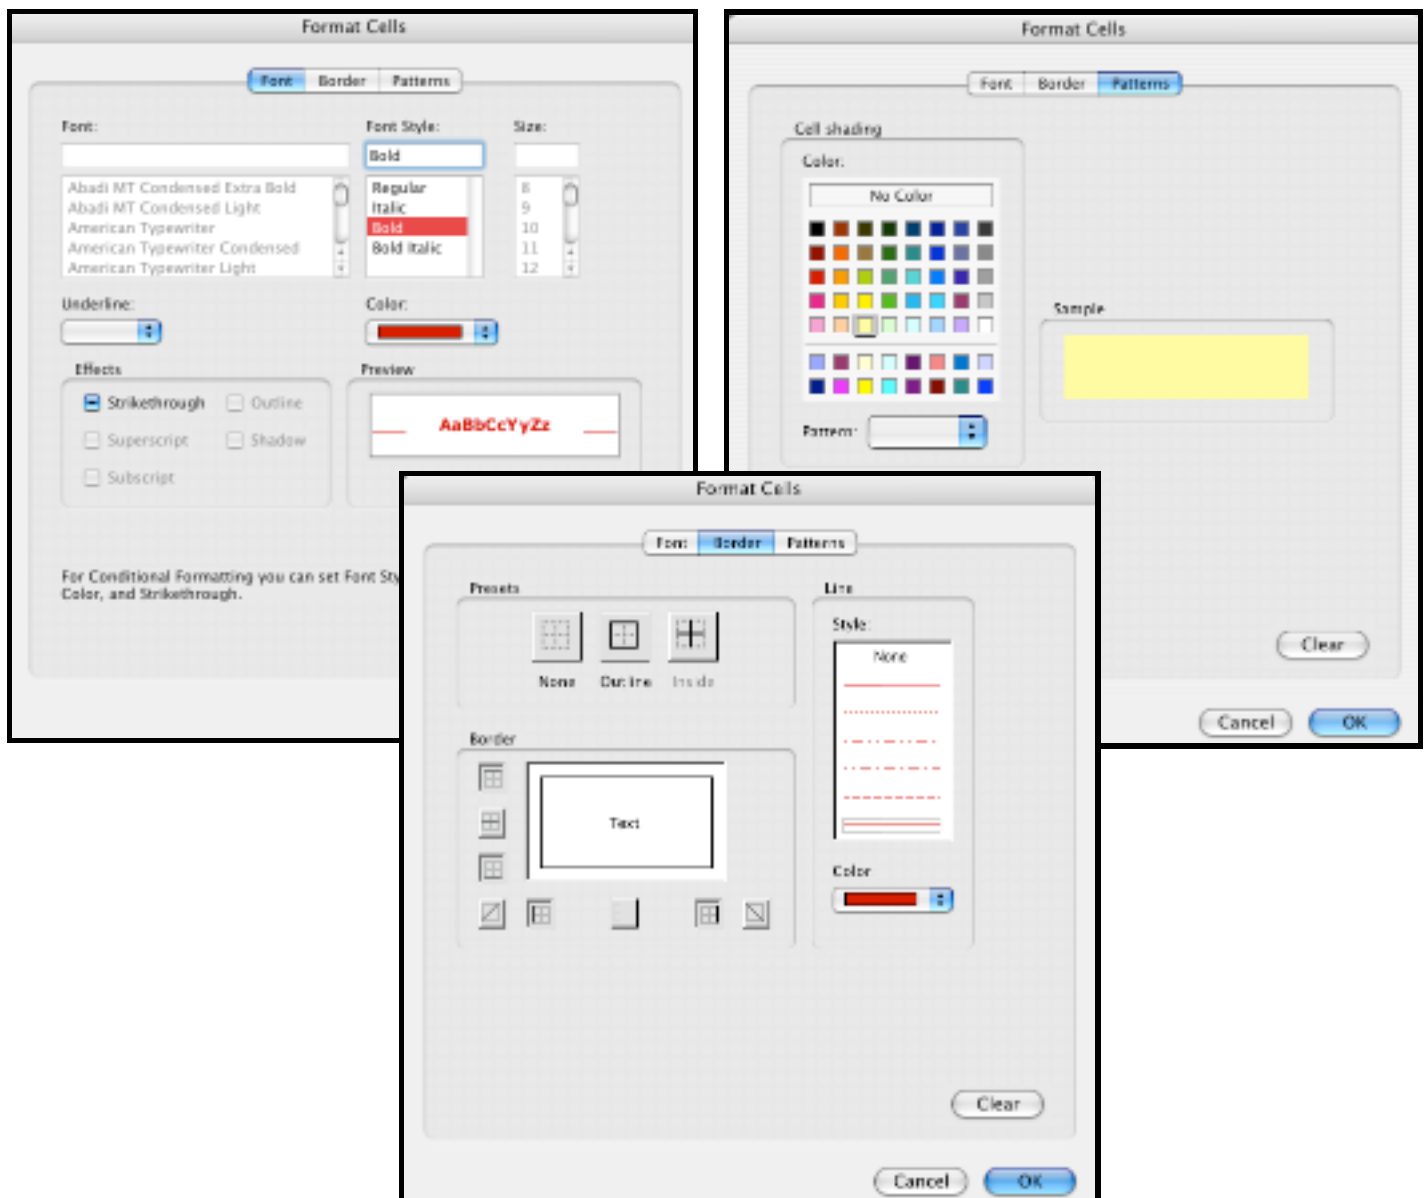 Format Cells
Font Border Patterns
Font: Font Style: Size:
Bold
Abadi MT Condensed Extra Bold Regular 8
Abadi MT Condensed Light Italic 9
American Typewriter Bold 10
American Typewriter Condensed Bold Italic 11
American Typewriter Light 12
Underline: Color:
Effects Preview
Strikethrough Outline
AaBbCcYyZz
Superscript Shadow
Subscript
For Conditional Formatting you can set Font Sty
Color, and Strikethrough.
Format Cells
Font Border Patterns
Cell shading
Color:
No Color
Sample
Pattern:
Clear
Cancel OK
Format Cells
Font Border Patterns
Presets Line
Style:
None
None Outline Inside
Border
Text
Color
Clear
Cancel OK